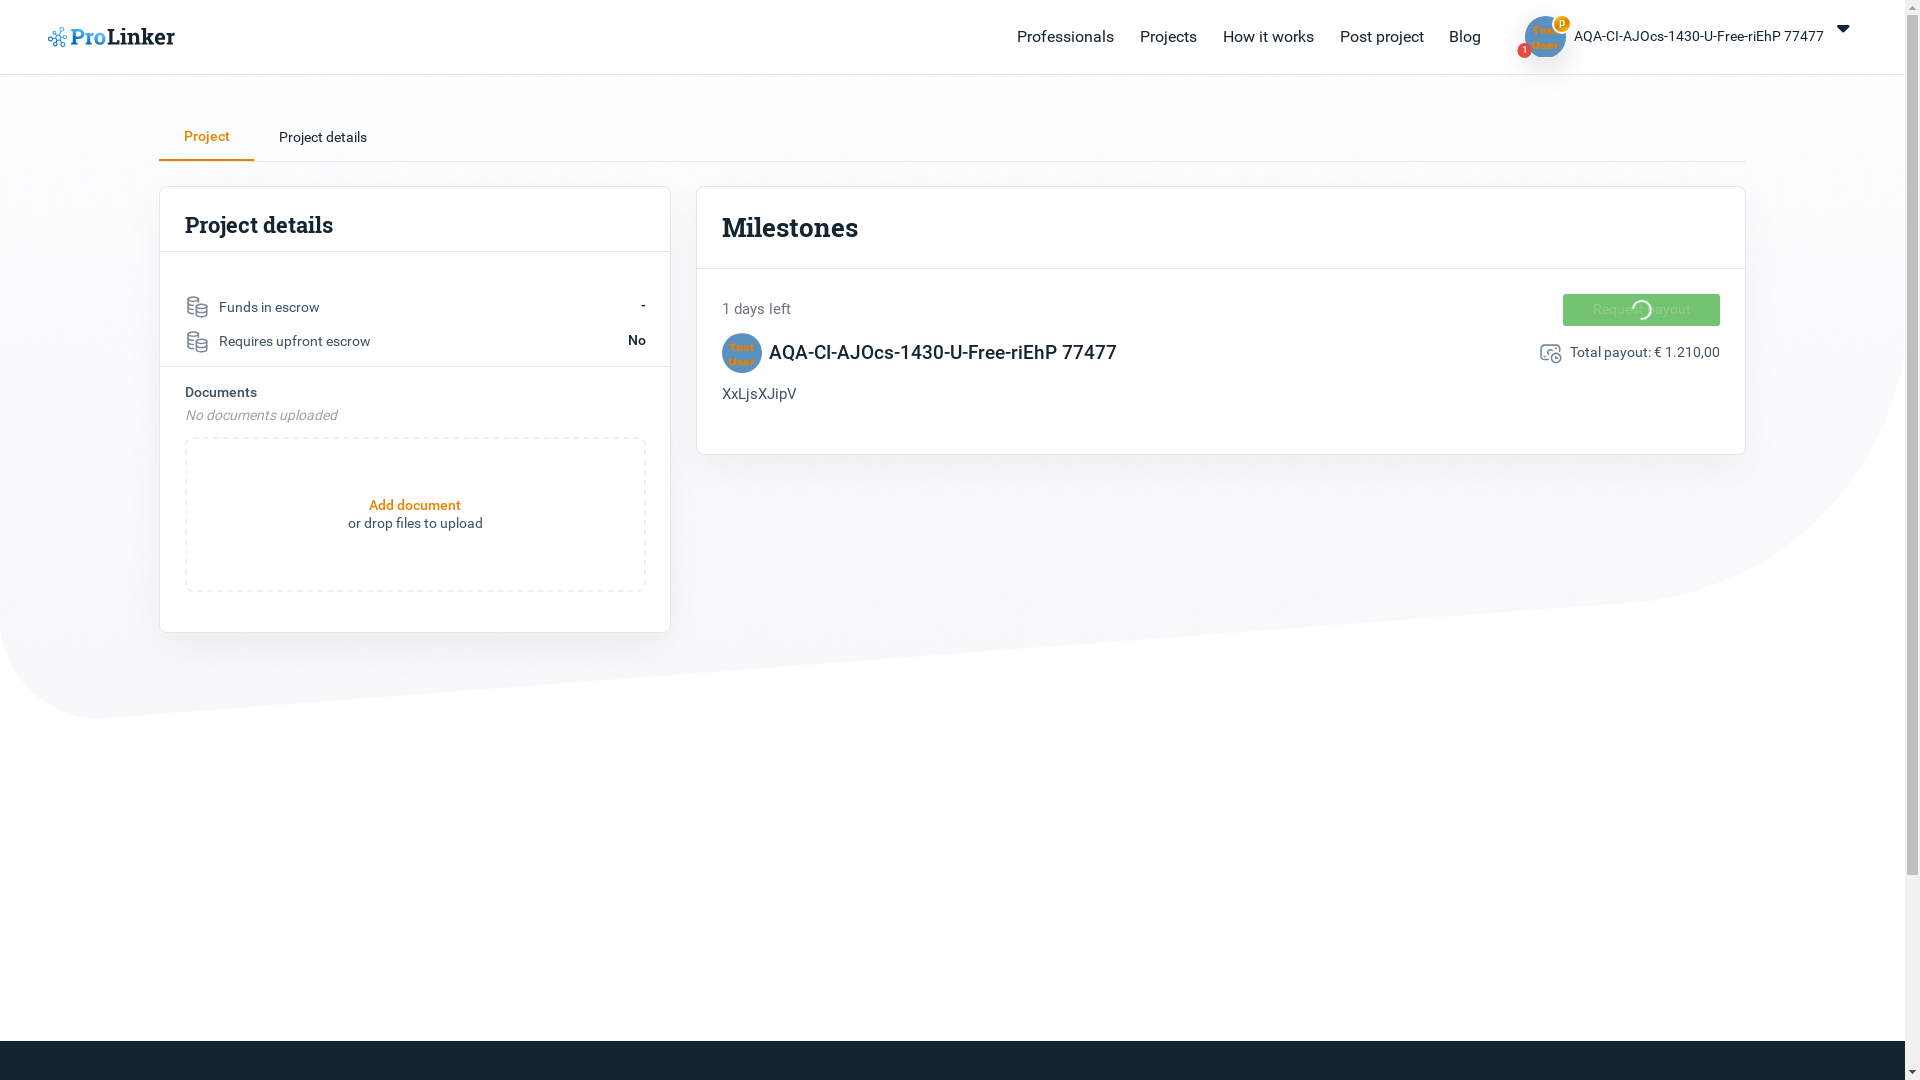 ProLinker
Professionals
Projects
How it works
Post project
Blog
P
1
Test
User
AQA-CI-AJOcs-1430-U-Free-riEhP 77477
Project
Project details
Project details
Funds in escrow
-
Requires upfront escrow
No
Documents
No documents uploaded
Add document
or drop files to upload
Milestones
1 days left
Request payout
Test
User
AQA-CI-AJOcs-1430-U-Free-riEhP 77477
Total payout: € 1.210,00
XxLjsXJipV